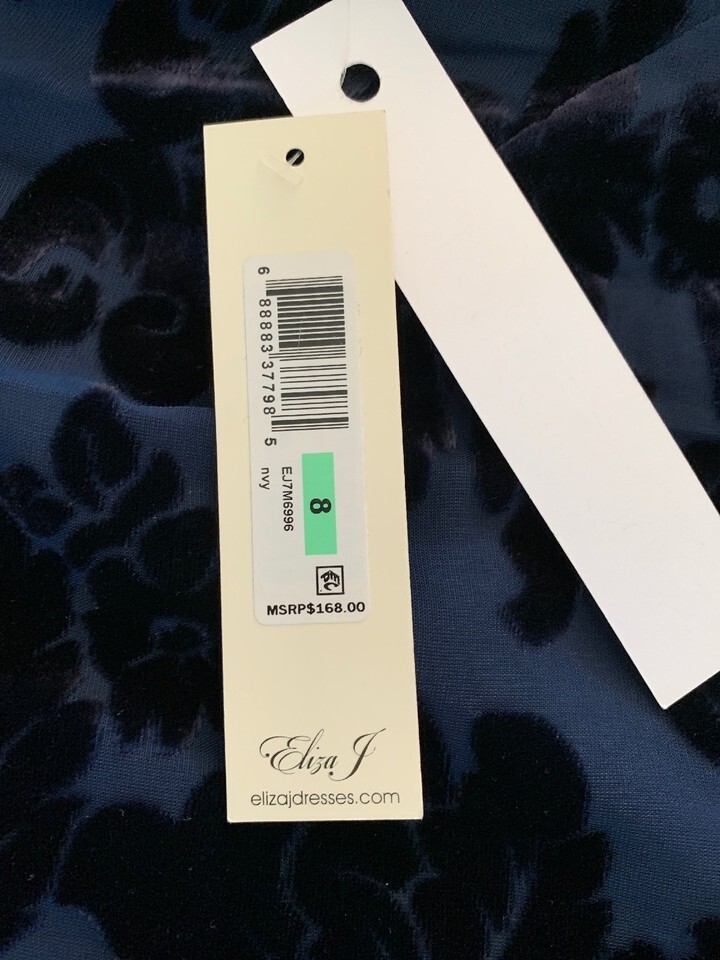 6 88883 37798 5
8
EJ7M6996
nvy
MSRP$168.00
Eliza J
elizajdresses.com